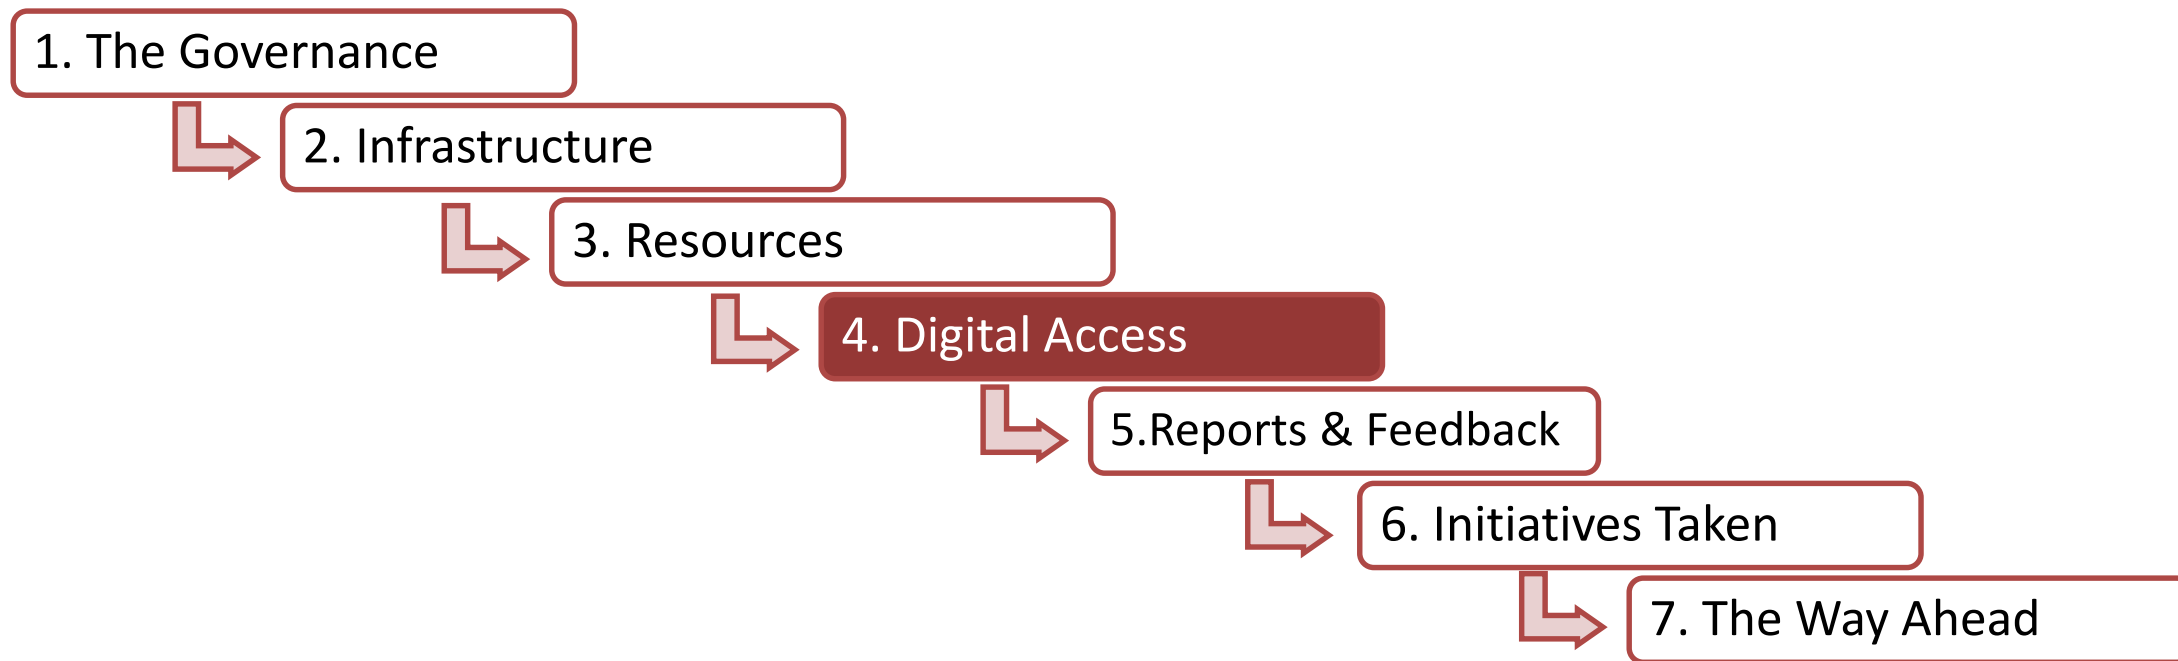 1. The Governance
2. Infrastructure
3. Resources
4. Digital Access
5.Reports & Feedback
6. Initiatives Taken
7. The Way Ahead